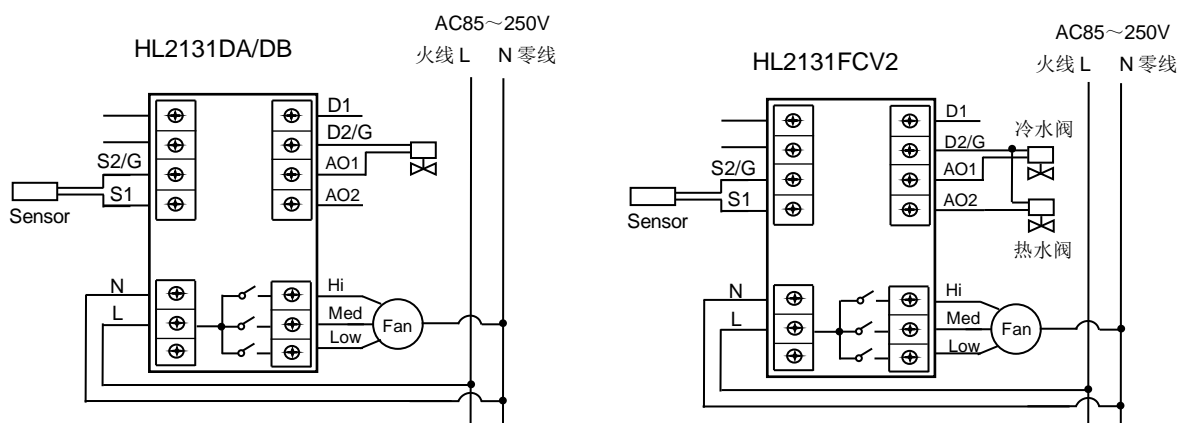 HL2131DA/DB
AC85～250V
火线 L N 零线
D1
D2/G
AO1
AO2
S2/G
S1
Sensor
N
L
Hi
Med
Low
Fan
HL2131FCV2
AC85～250V
火线 L N 零线
D1
D2/G
AO1
AO2
冷水阀
热水阀
S2/G
S1
Sensor
N
L
Hi
Med
Low
Fan